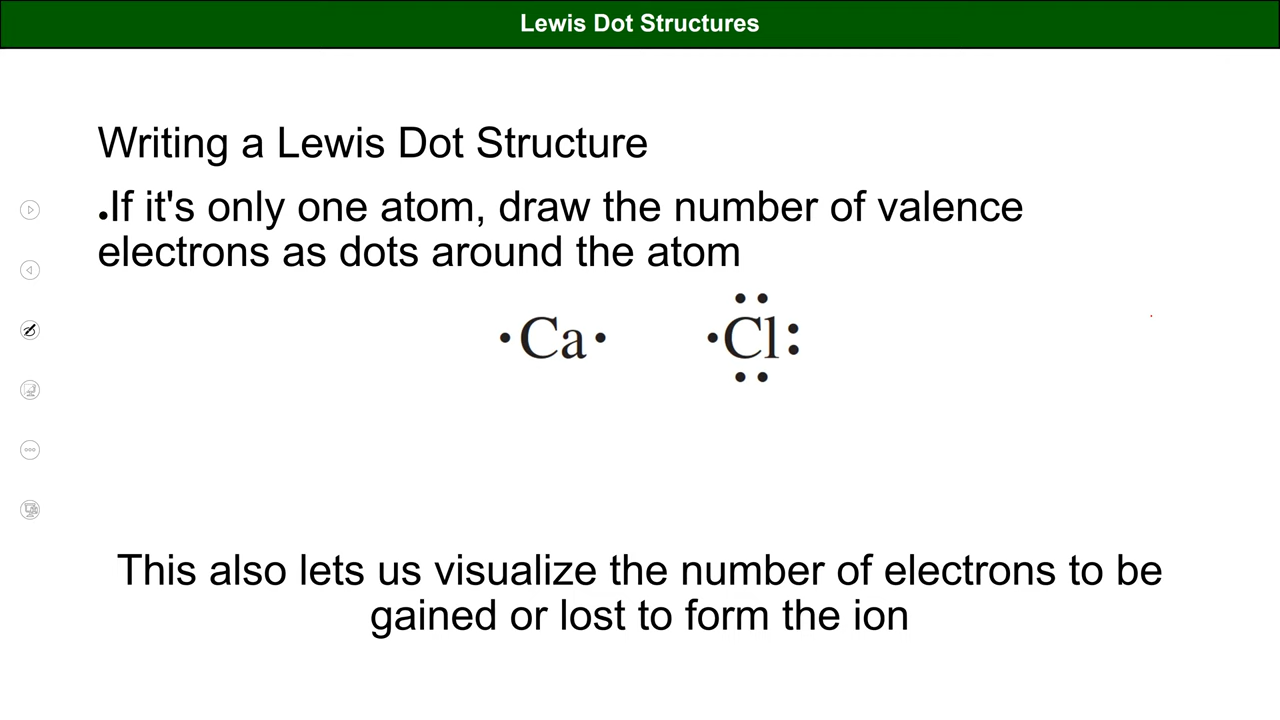 Lewis Dot Structures
Writing a Lewis Dot Structure
•If it's only one atom, draw the number of valence
electrons as dots around the atom
Ca Cl
This also lets us visualize the number of electrons to be
gained or lost to form the ion